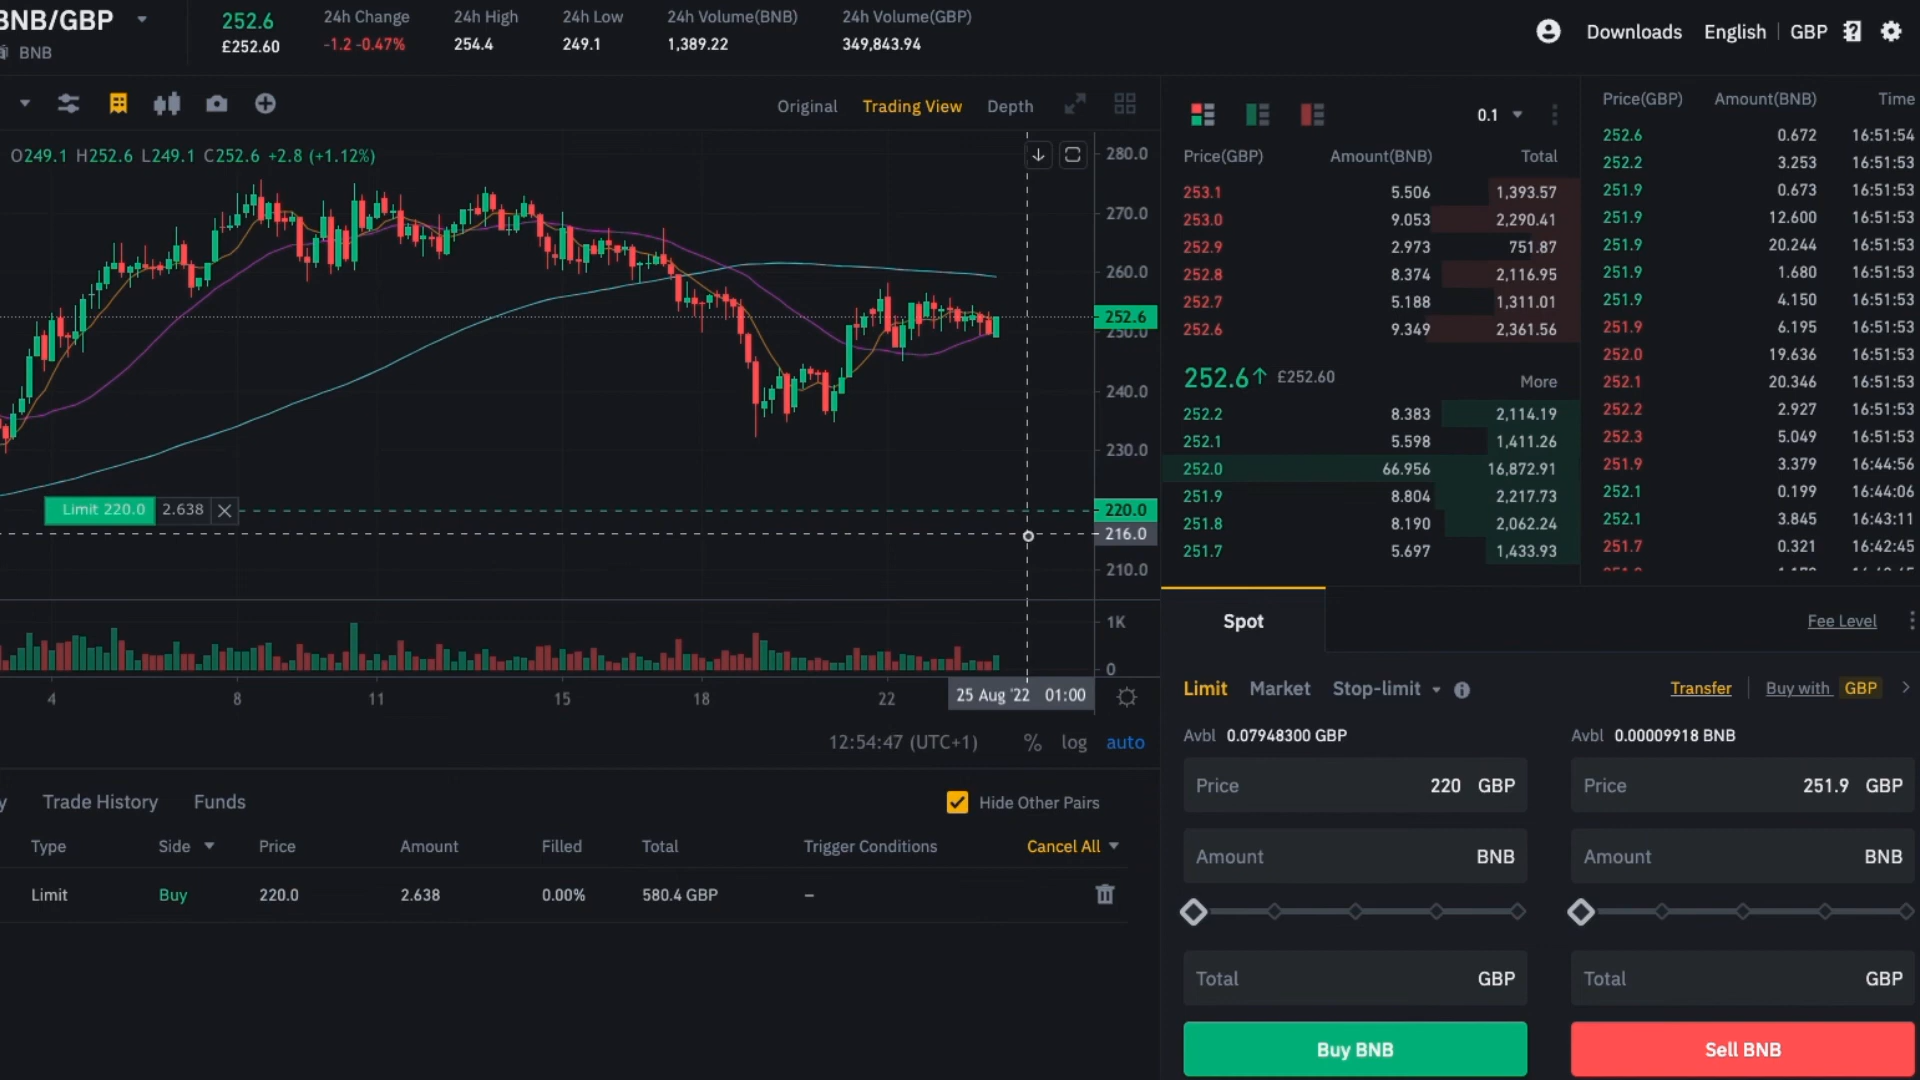 BNB/GBP
BNB
252.6
£252.60
24h Change
-1.2 -0.47%
24h High
254.4
24h Low
249.1
24h Volume(BNB)
1,389.22
24h Volume(GBP)
349,843.94
Downloads English GBP
Original Trading View Depth
O249.1 H252.6 L249.1 C252.6 +2.8 (+1.12%)
280.0
270.0
260.0
252.6
250.0
240.0
230.0
220.0
216.0
210.0
Limit 220.0 2.638
1K
0
4 8 11 15 18 22 25 Aug '22 01:00
12:54:47 (UTC+1) % log auto
0.1
Price(GBP) Amount(BNB) Total
253.1 5.506 1,393.57
253.0 9.053 2,290.41
252.9 2.973 751.87
252.8 8.374 2,116.95
252.7 5.188 1,311.01
252.6 9.349 2,361.56
252.6↑ £252.60 More
252.2 8.383 2,114.19
252.1 5.598 1,411.26
252.0 66.956 16,872.91
251.9 8.804 2,217.73
251.8 8.190 2,062.24
251.7 5.697 1,433.93
Price(GBP) Amount(BNB) Time
252.6 0.672 16:51:54
252.2 3.253 16:51:53
251.9 0.673 16:51:53
251.9 12.600 16:51:53
251.9 20.244 16:51:53
251.9 1.680 16:51:53
251.9 4.150 16:51:53
251.9 6.195 16:51:53
252.0 19.636 16:51:53
252.1 20.346 16:51:53
252.2 2.927 16:51:53
252.3 5.049 16:51:53
251.9 3.379 16:44:56
252.1 0.199 16:44:06
252.1 3.845 16:43:11
251.7 0.321 16:42:45
Spot Fee Level
Limit Market Stop-limit Transfer Buy with GBP
Avbl 0.07948300 GBP
Price 220 GBP
Amount BNB
Total GBP
Buy BNB
Avbl 0.00009918 BNB
Price 251.9 GBP
Amount BNB
Total GBP
Sell BNB
y Trade History Funds Hide Other Pairs
Type Side Price Amount Filled Total Trigger Conditions Cancel All
Limit Buy 220.0 2.638 0.00% 580.4 GBP –